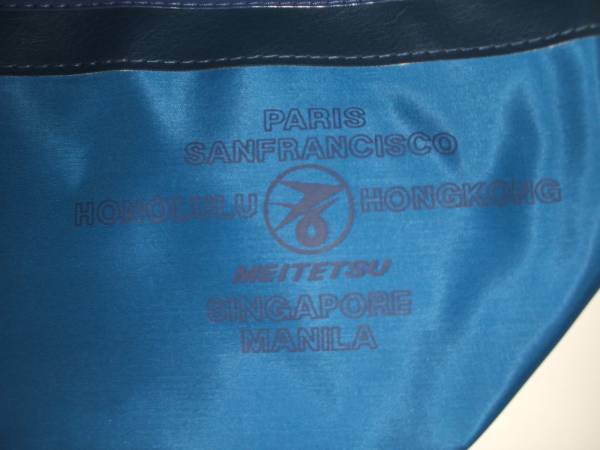 PARIS
SANFRANCISCO
HONOLULU HONGKONG
MEITETSU
SINGAPORE
MANILA